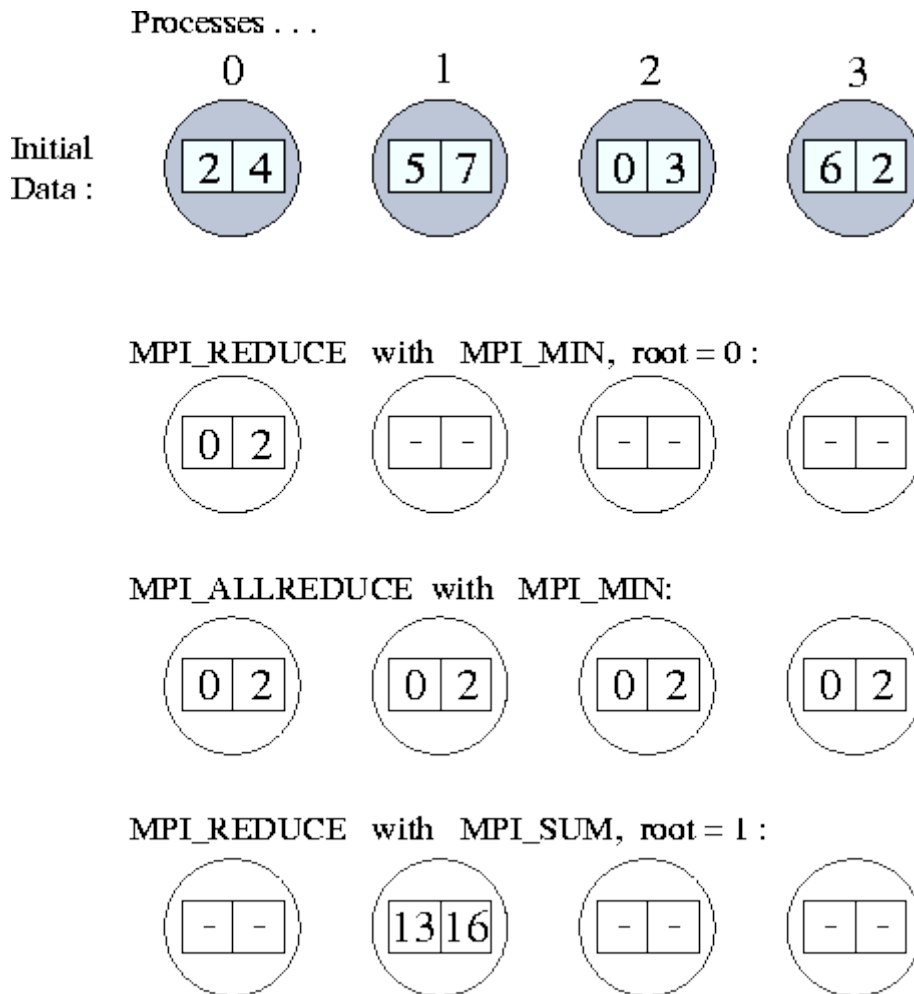 Processes . . .
0 1 2 3
Initial
Data :
2 4 5 7 0 3 6 2
MPI_REDUCE with MPI_MIN, root = 0 :
0 2 - - - - - -
MPI_ALLREDUCE with MPI_MIN:
0 2 0 2 0 2 0 2
MPI_REDUCE with MPI_SUM, root = 1 :
- - 13 16 - - - -